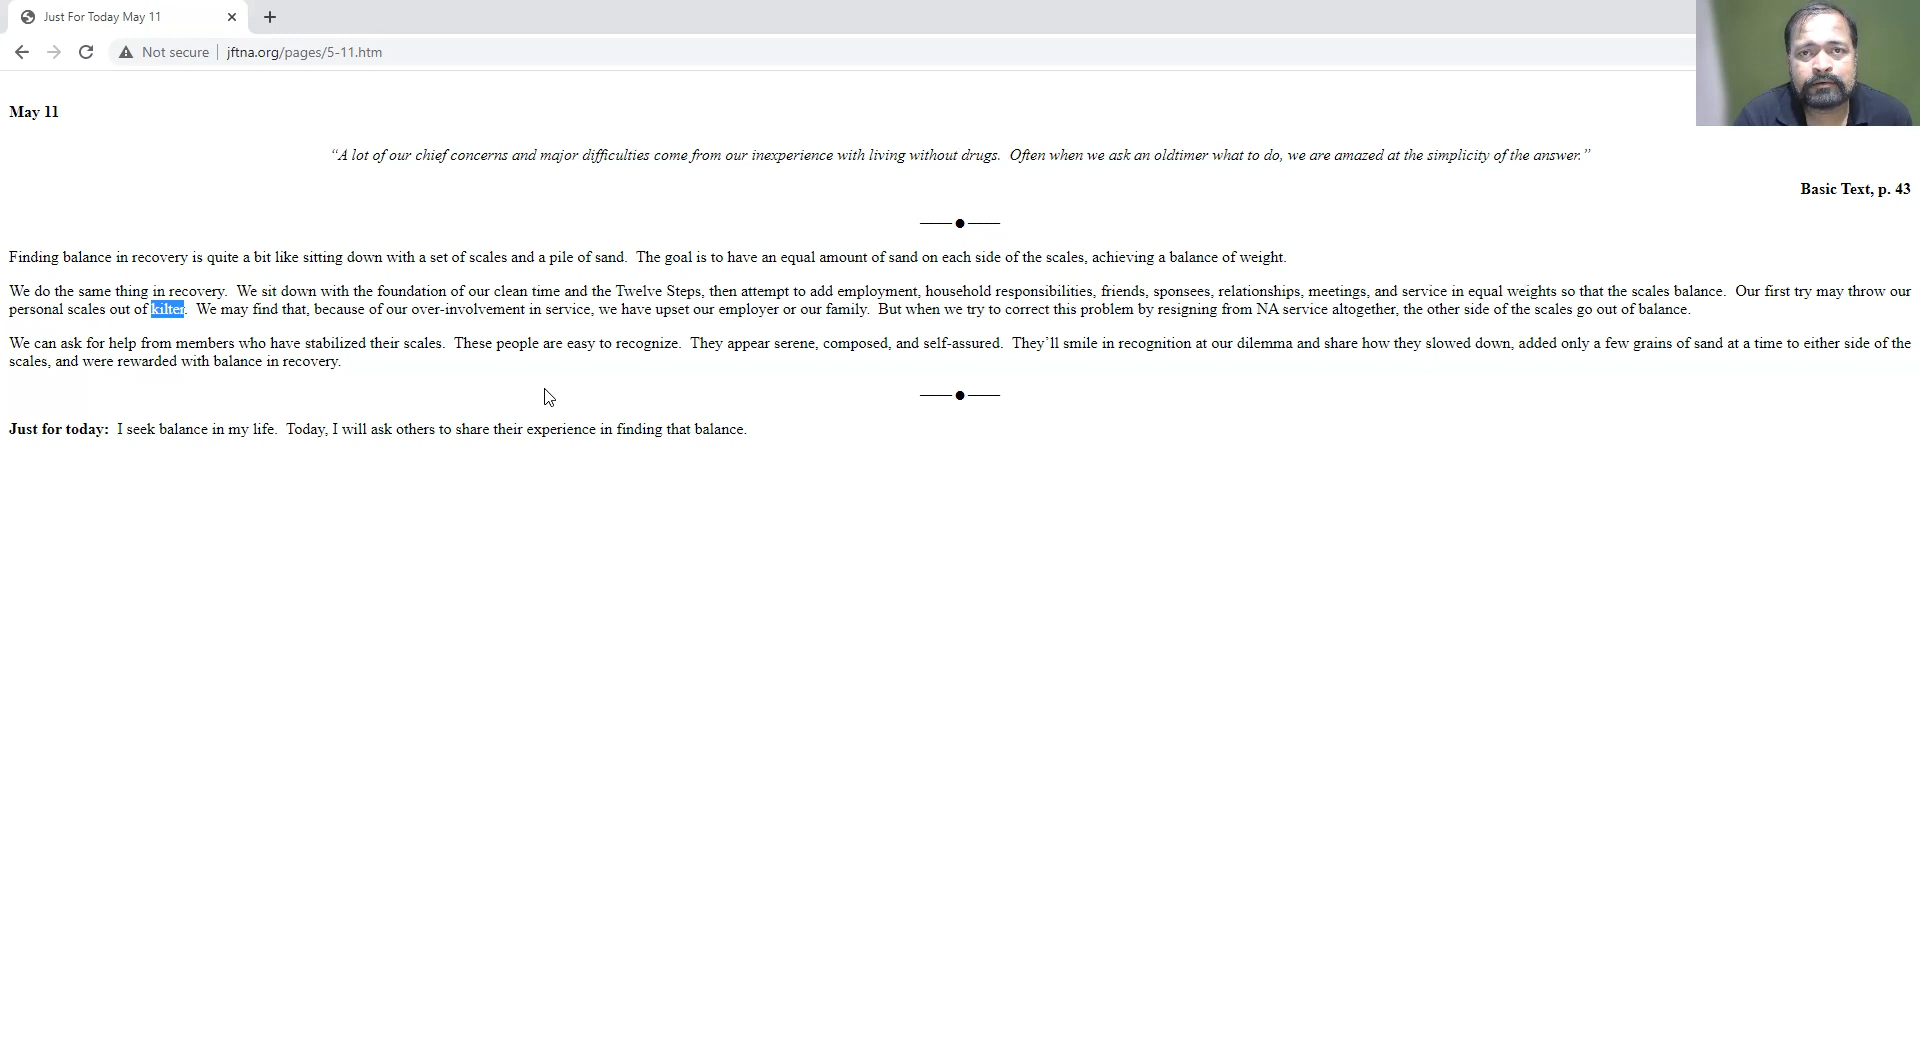 Just For Today May 11
Not secure jftna.org/pages/5-11.htm
May 11
“A lot of our chief concerns and major difficulties come from our inexperience with living without drugs.  Often when we ask an oldtimer what to do, we are amazed at the simplicity of the answer.”
Basic Text, p. 43
Finding balance in recovery is quite a bit like sitting down with a set of scales and a pile of sand.  The goal is to have an equal amount of sand on each side of the scales, achieving a balance of weight.
We do the same thing in recovery.  We sit down with the foundation of our clean time and the Twelve Steps, then attempt to add employment, household responsibilities, friends, sponsees, relationships, meetings, and service in equal weights so that the scales balance.  Our first try may throw our
personal scales out of kilter.  We may find that, because of our over-involvement in service, we have upset our employer or our family.  But when we try to correct this problem by resigning from NA service altogether, the other side of the scales go out of balance.
We can ask for help from members who have stabilized their scales.  These people are easy to recognize.  They appear serene, composed, and self-assured.  They’ll smile in recognition at our dilemma and share how they slowed down, added only a few grains of sand at a time to either side of the
scales, and were rewarded with balance in recovery.
Just for today:  I seek balance in my life.  Today, I will ask others to share their experience in finding that balance.